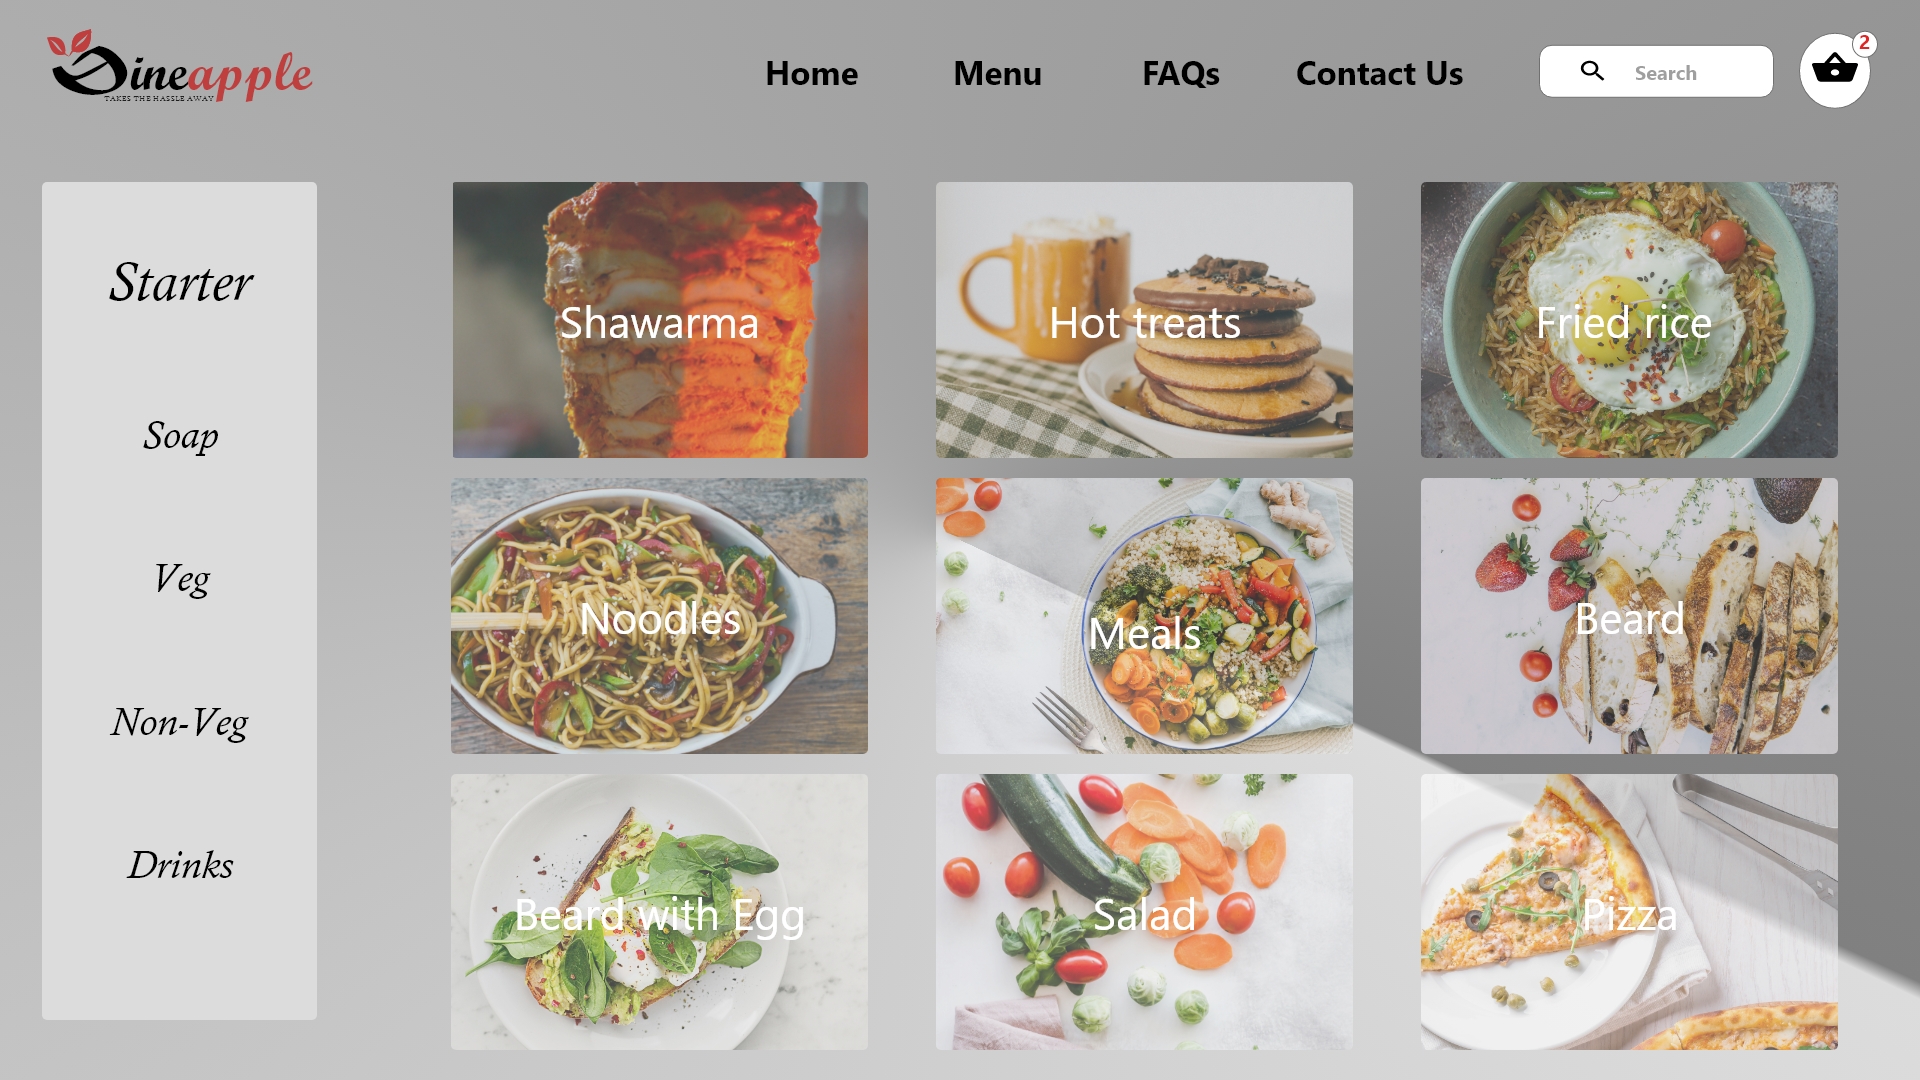 Dineapple
TAKES THE HASSLE AWAY
Home Menu FAQs Contact Us Search 2
Starter
Soap
Veg
Non-Veg
Drinks
Shawarma Hot treats Fried rice
Noodles Meals Beard
Beard with Egg Salad Pizza